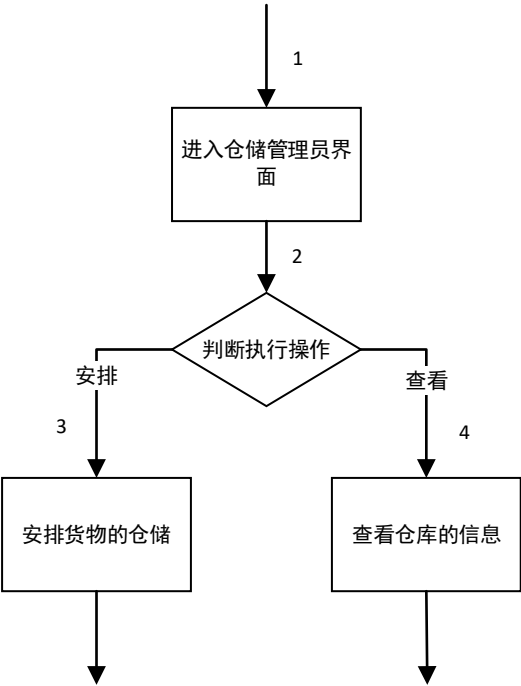 1
进入仓储管理员界
面
2
判断执行操作
安排
查看
3
4
安排货物的仓储
查看仓库的信息